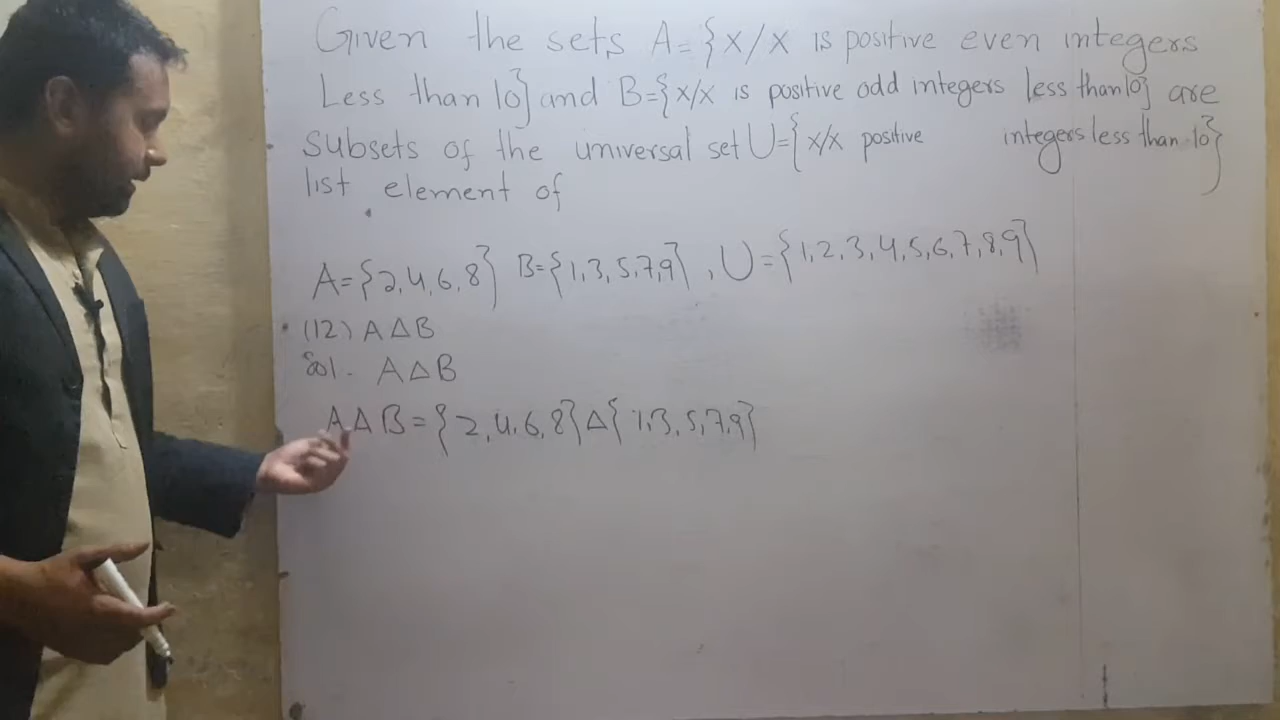 Given the sets A={x/x is positive even integers
Less than 10} and B={x/x is positive odd integers less than 10} are
Subsets of the universal set U={x/x positive integers less than 10}
list element of
A={2,4,6,8} B={1,3,5,7,9}, U={1,2,3,4,5,6,7,8,9}
(12) A△B
Sol. A△B
A△B={2,4,6,8}△{1,3,5,7,9}